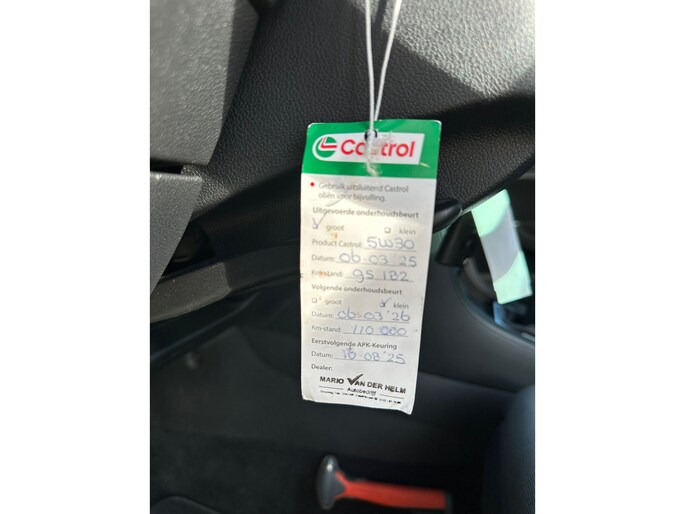 Castrol
Gebruik uitsluitend Castrol
oliën voor bijvulling.
Uitgevoerde onderhoudsbeurt
groot klein
Product Castrol: 5W30
Datum: 06-03'25
Km-stand: 95.182
Volgende onderhoudsbeurt
groot klein
Datum: 06-03'26
Km-stand: 110.000
Eerstvolgende APK-Keuring
Datum: 16-08'25
Dealer:
MARIO VAN DER HELM
Autobedrijf